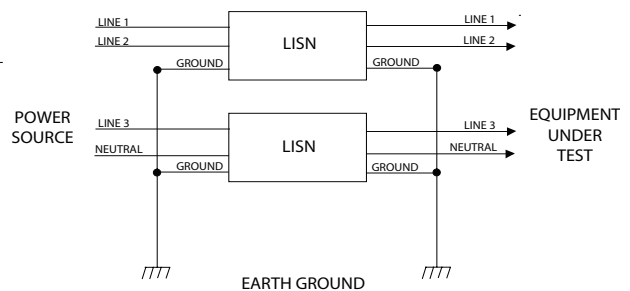 LINE 1
LINE 2
GROUND
LISN
LINE 1
LINE 2
GROUND
POWER
SOURCE
LINE 3
NEUTRAL
GROUND
LISN
LINE 3
NEUTRAL
GROUND
EQUIPMENT
UNDER
TEST
EARTH GROUND